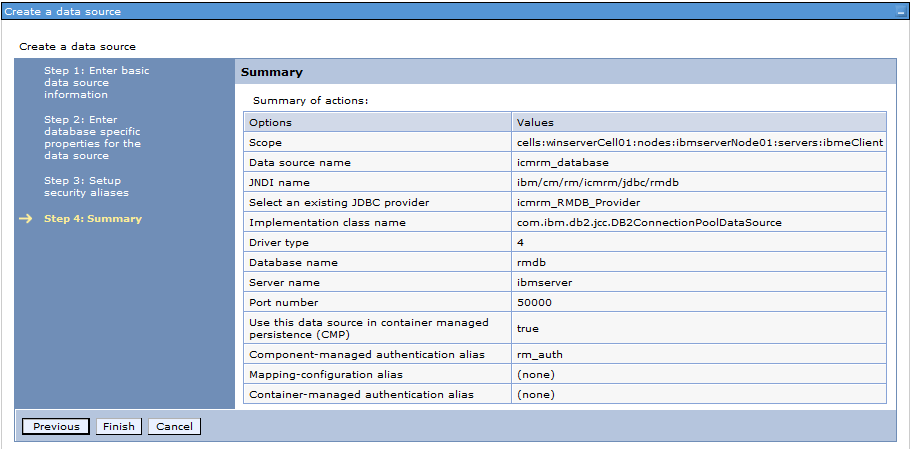 Create a data source
Create a data source
Step 1: Enter basic
data source
information
Step 2: Enter
database specific
properties for the
data source
Step 3: Setup
security aliases
Step 4: Summary
Summary
Summary of actions:
Options Values
Scope cells:winserverCell01:nodes:ibmserverNode01:servers:ibmeClient
Data source name icmrm_database
JNDI name ibm/cm/rm/icmrm/jdbc/rmdb
Select an existing JDBC provider icmrm_RMDB_Provider
Implementation class name com.ibm.db2.jcc.DB2ConnectionPoolDataSource
Driver type 4
Database name rmdb
Server name ibmserver
Port number 50000
Use this data source in container managed
persistence (CMP) true
Component-managed authentication alias rm_auth
Mapping-configuration alias (none)
Container-managed authentication alias (none)
Previous Finish Cancel